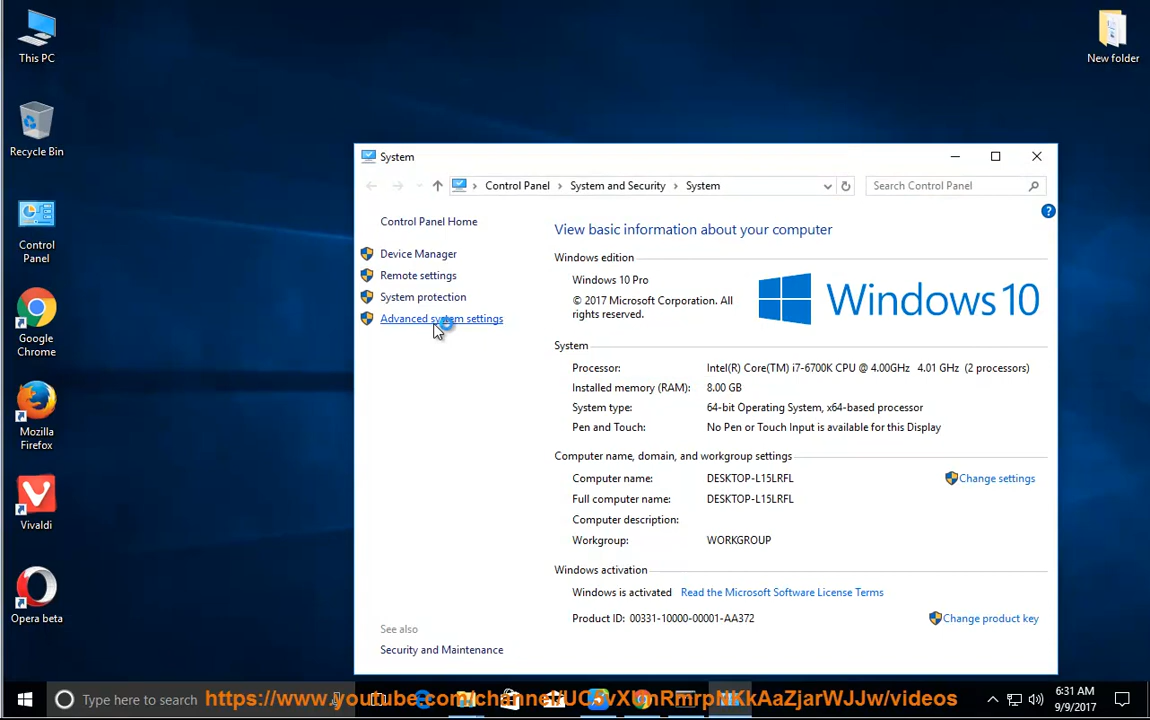 This PC
New folder
Recycle Bin
Control
Panel
Google
Chrome
Mozilla
Firefox
Vivaldi
Opera beta
System
Control Panel > System and Security > System
Search Control Panel
Control Panel Home
Device Manager
Remote settings
System protection
Advanced system settings
See also
Security and Maintenance
?
View basic information about your computer
Windows edition
Windows 10 Pro
© 2017 Microsoft Corporation. All
rights reserved.
Windows 10
System
Processor: Intel(R) Core(TM) i7-6700K CPU @ 4.00GHz 4.01 GHz (2 processors)
Installed memory (RAM): 8.00 GB
System type: 64-bit Operating System, x64-based processor
Pen and Touch: No Pen or Touch Input is available for this Display
Computer name, domain, and workgroup settings
Computer name: DESKTOP-L15LRFL Change settings
Full computer name: DESKTOP-L15LRFL
Computer description:
Workgroup: WORKGROUP
Windows activation
Windows is activated Read the Microsoft Software License Terms
Product ID: 00331-10000-00001-AA372 Change product key
Type here to search
6:31 AM
9/9/2017